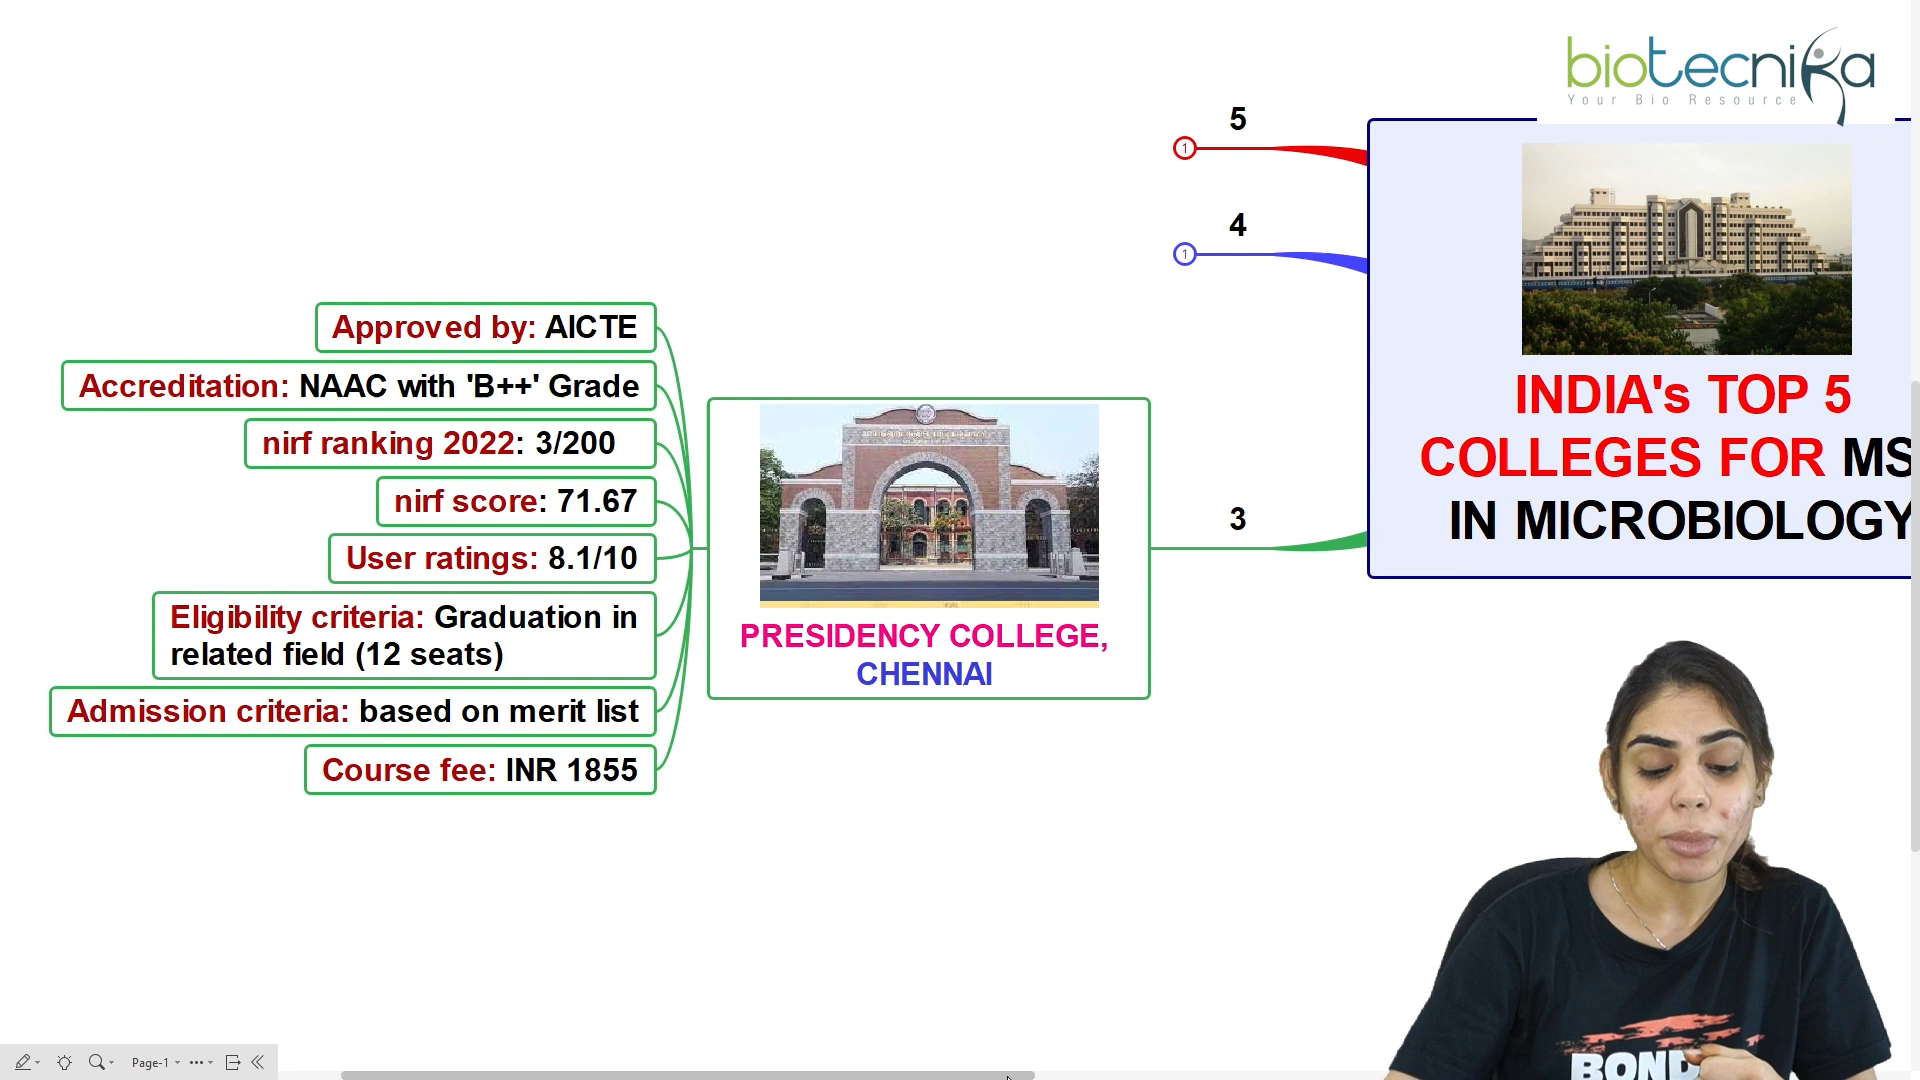 biotecnika
Your Bio Resource
5
1
4
1
INDIA's TOP 5
COLLEGES FOR MS
IN MICROBIOLOGY
3
PRESIDENCY COLLEGE,
CHENNAI
Approved by: AICTE
Accreditation: NAAC with 'B++' Grade
nirf ranking 2022: 3/200
nirf score: 71.67
User ratings: 8.1/10
Eligibility criteria: Graduation in
related field (12 seats)
Admission criteria: based on merit list
Course fee: INR 1855
Page-1